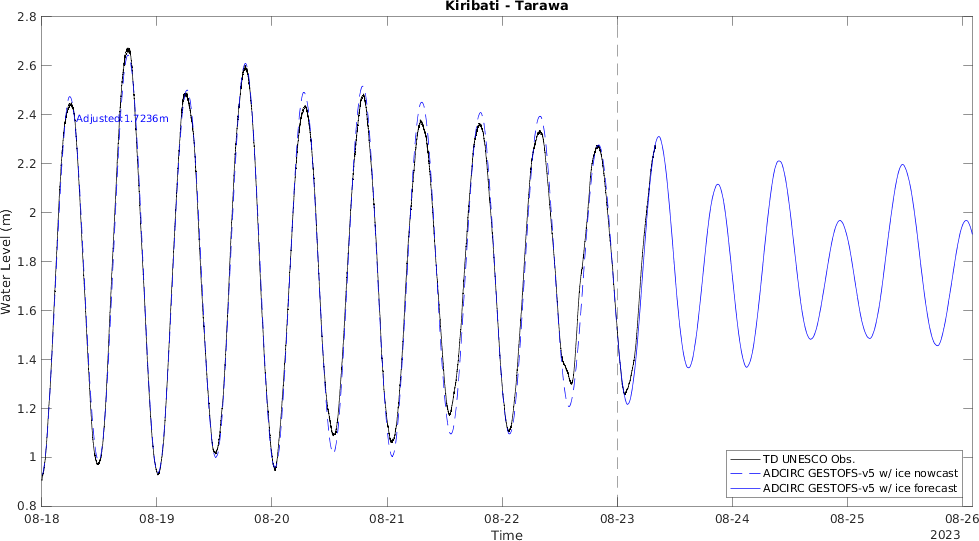 Kiribati - Tarawa
2.8
2.6
2.4
2.2
2
1.8
1.6
1.4
1.2
1
0.8
Water Level (m)
Adjusted:1.7236m
TD UNESCO Obs.
ADCIRC GESTOFS-v5 w/ ice nowcast
ADCIRC GESTOFS-v5 w/ ice forecast
08-18 08-19 08-20 08-21 08-22 08-23 08-24 08-25 08-26
Time
2023